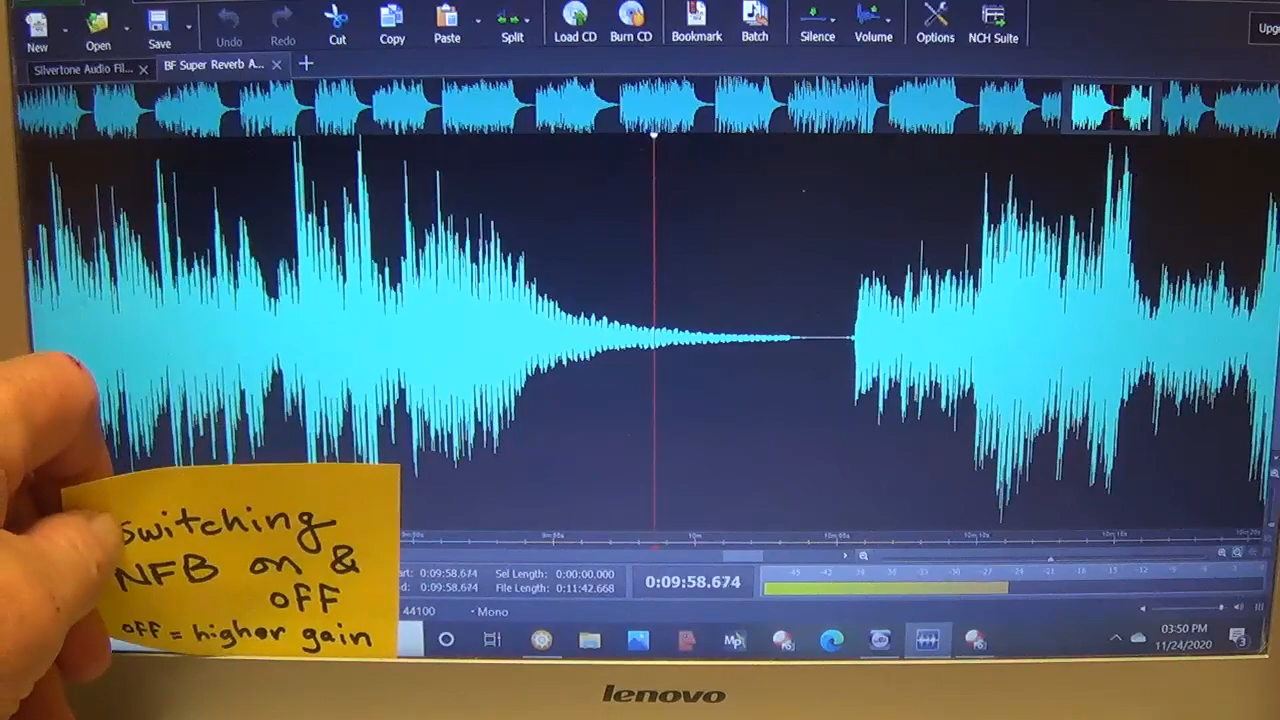 New
Open
Save
Undo
Redo
Cut
Copy
Paste
Split
Load CD
Burn CD
Bookmark
Batch
Silence
Volume
Options
NCH Suite
Silvertone Audio Fil...
BF Super Reverb A...
Switching
NFB on &
OFF
OFF = higher gain
0:09:58.674 Sel Length: 0:00:00.000
0:09:58.674 File Length: 0:11:42.668
0:09:58.674
44100 • Mono
03:50 PM
11/24/2020
lenovo